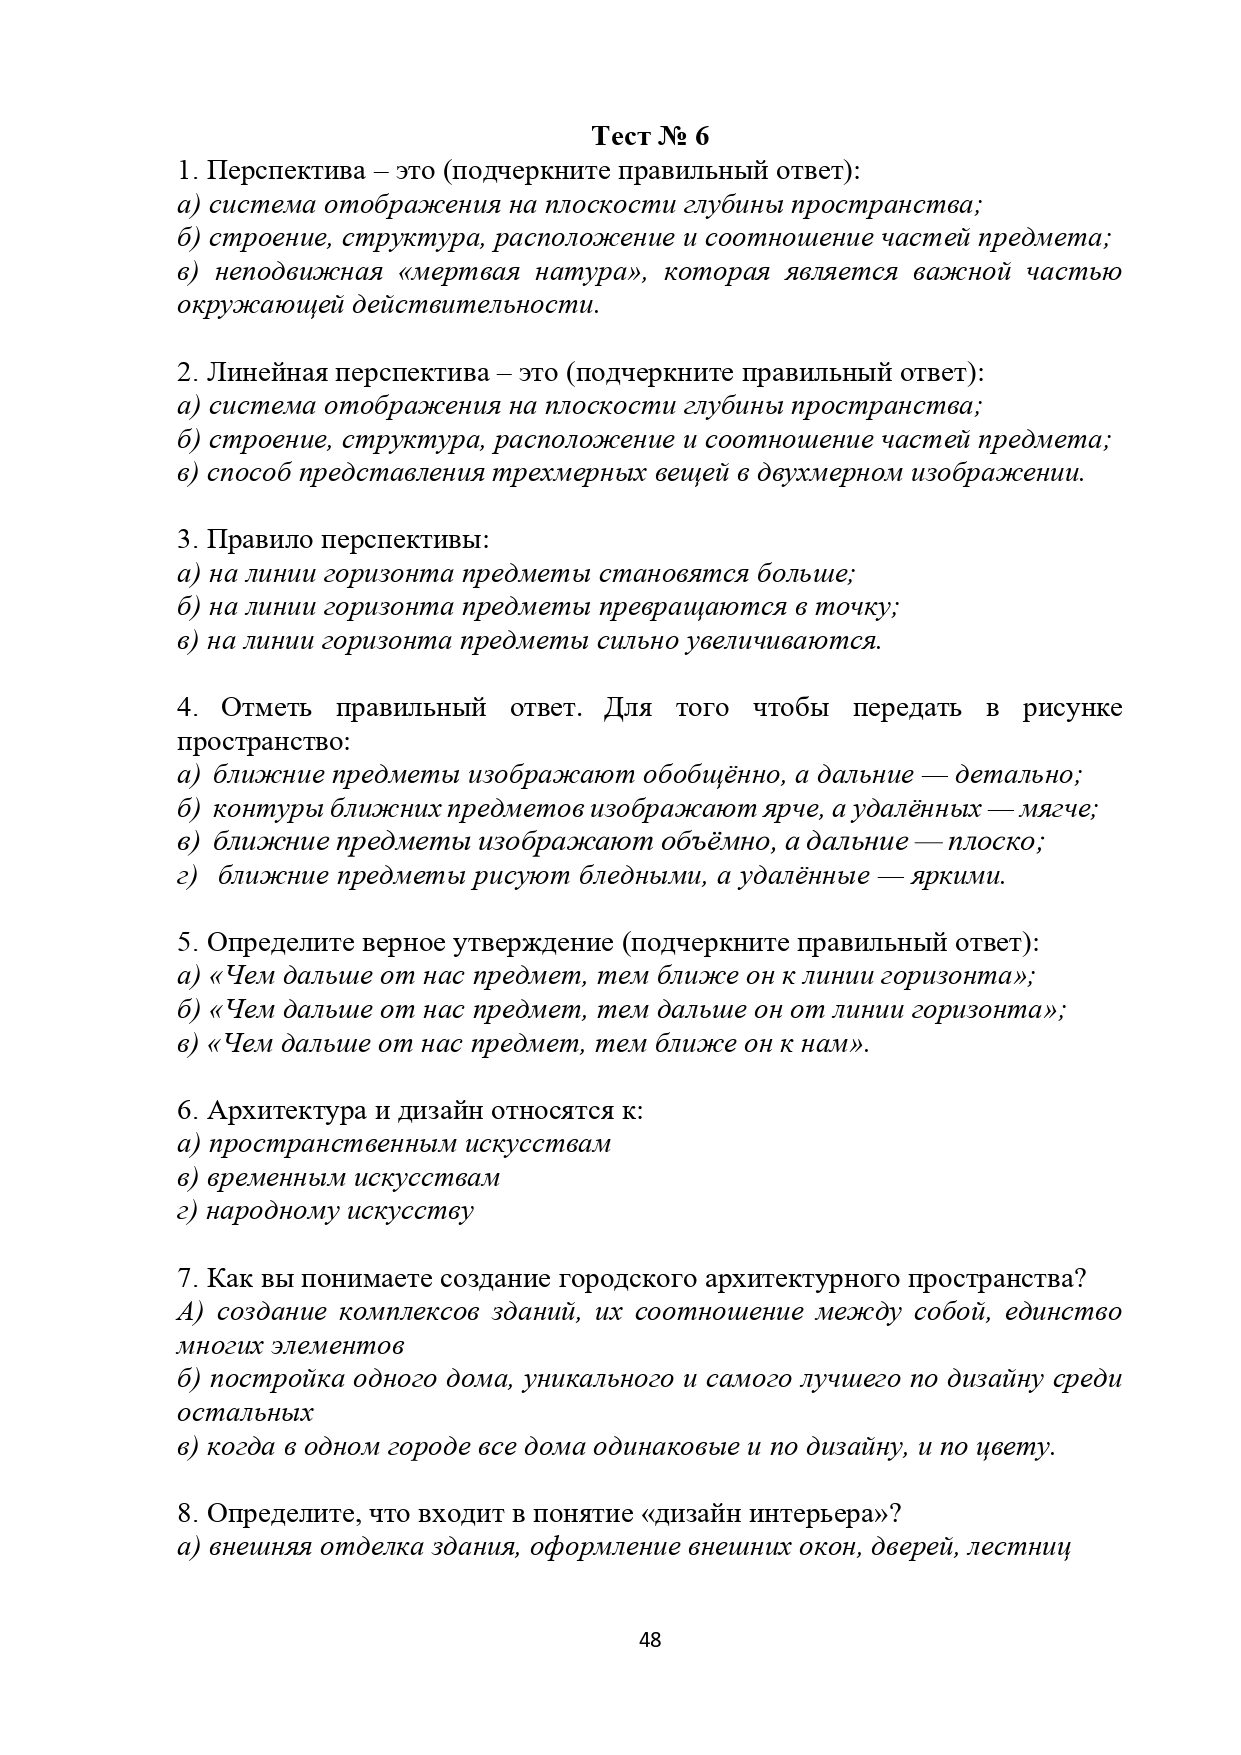 Тест № 6
1. Перспектива – это (подчеркните правильный ответ):
а) система отображения на плоскости глубины пространства;
б) строение, структура, расположение и соотношение частей предмета;
в) неподвижная «мертвая натура», которая является важной частью
окружающей действительности.
2. Линейная перспектива – это (подчеркните правильный ответ):
а) система отображения на плоскости глубины пространства;
б) строение, структура, расположение и соотношение частей предмета;
в) способ представления трехмерных вещей в двухмерном изображении.
3. Правило перспективы:
а) на линии горизонта предметы становятся больше;
б) на линии горизонта предметы превращаются в точку;
в) на линии горизонта предметы сильно увеличиваются.
4. Отметь правильный ответ. Для того чтобы передать в рисунке
пространство:
а) ближние предметы изображают обобщённо, а дальние — детально;
б) контуры ближних предметов изображают ярче, а удалённых — мягче;
в) ближние предметы изображают объёмно, а дальние — плоско;
г) ближние предметы рисуют бледными, а удалённые — яркими.
5. Определите верное утверждение (подчеркните правильный ответ):
а) «Чем дальше от нас предмет, тем ближе он к линии горизонта»;
б) «Чем дальше от нас предмет, тем дальше он от линии горизонта»;
в) «Чем дальше от нас предмет, тем ближе он к нам».
6. Архитектура и дизайн относятся к:
а) пространственным искусствам
в) временным искусствам
г) народному искусству
7. Как вы понимаете создание городского архитектурного пространства?
А) создание комплексов зданий, их соотношение между собой, единство
многих элементов
б) постройка одного дома, уникального и самого лучшего по дизайну среди
остальных
в) когда в одном городе все дома одинаковые и по дизайну, и по цвету.
8. Определите, что входит в понятие «дизайн интерьера»?
а) внешняя отделка здания, оформление внешних окон, дверей, лестниц
48